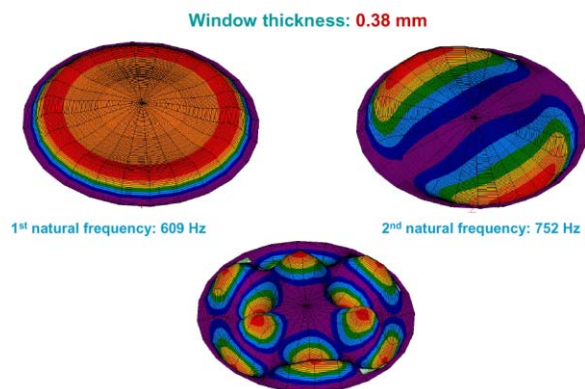 Window thickness: 0.38 mm
1st natural frequency: 609 Hz
2nd natural frequency: 752 Hz